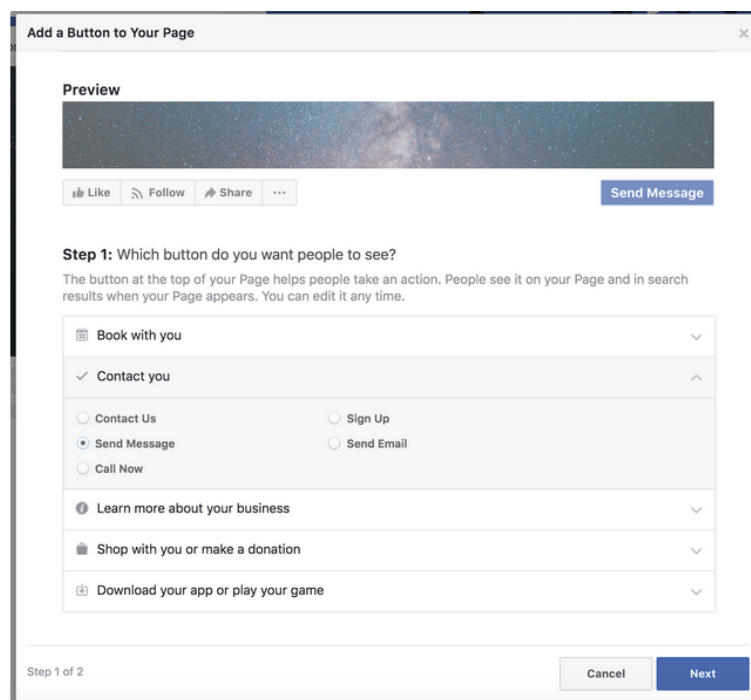 Add a Button to Your Page
Preview
Like Follow Share ...
Send Message
Step 1: Which button do you want people to see?
The button at the top of your Page helps people take an action. People see it on your Page and in search
results when your Page appears. You can edit it any time.
Book with you
Contact you
Contact Us Sign Up
Send Message Send Email
Call Now
Learn more about your business
Shop with you or make a donation
Download your app or play your game
Step 1 of 2 Cancel Next